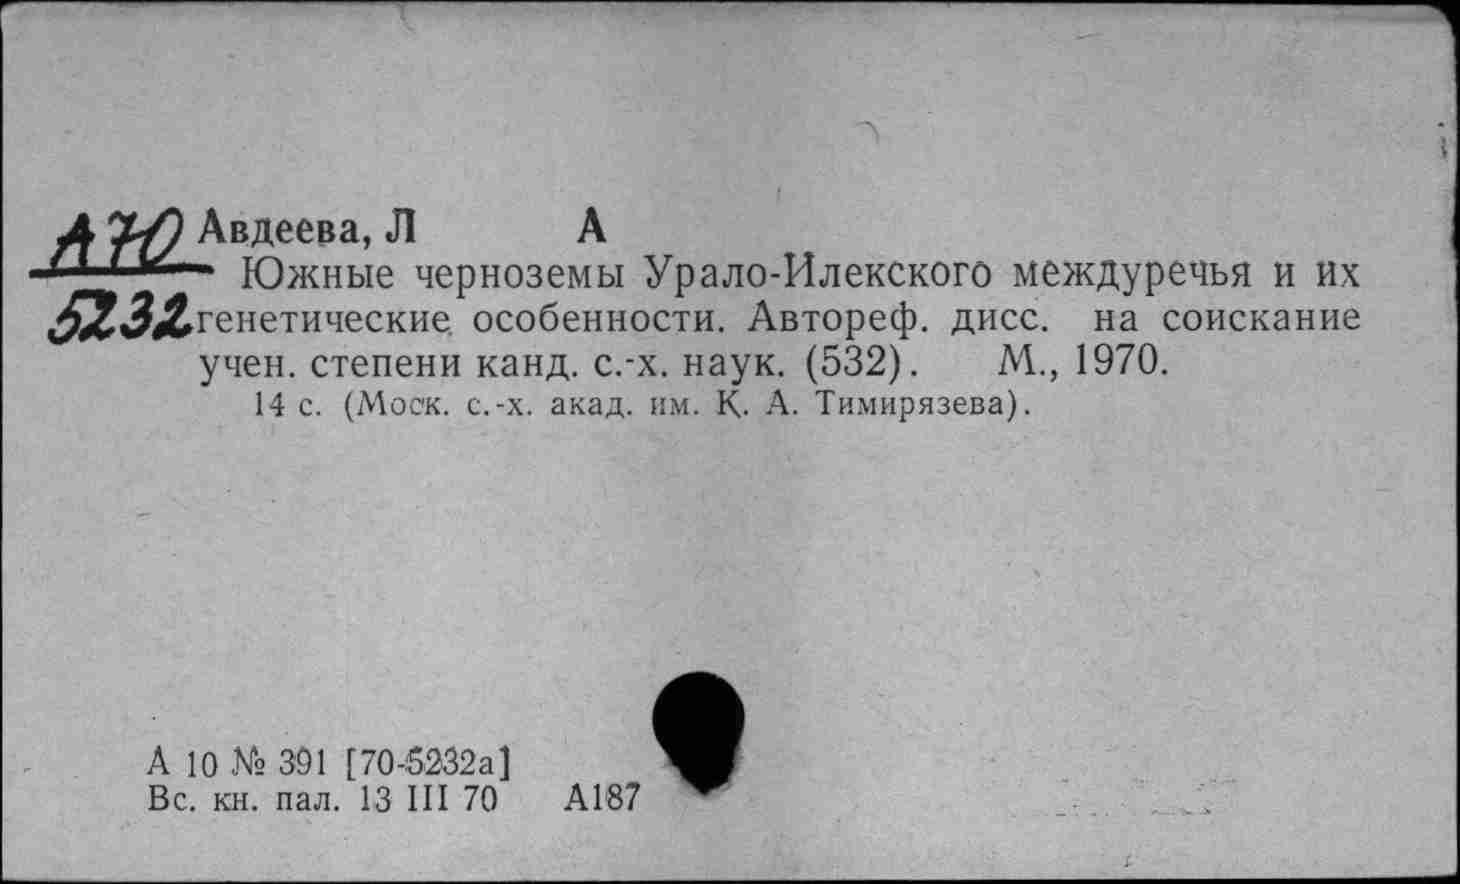 А70
5232
Авдеева, Л А
Южные черноземы Урало-Илекского междуречья и их
генетические особенности. Автореф. дисс. на соискание
учен. степени канд. с.-х. наук. (532). М., 1970.
14 с. (Моск. с.-х. акад. им. К. А. Тимирязева).
А 10 № 391 [70-5232а]
Вс. кн. пал. 13 III 70 А187